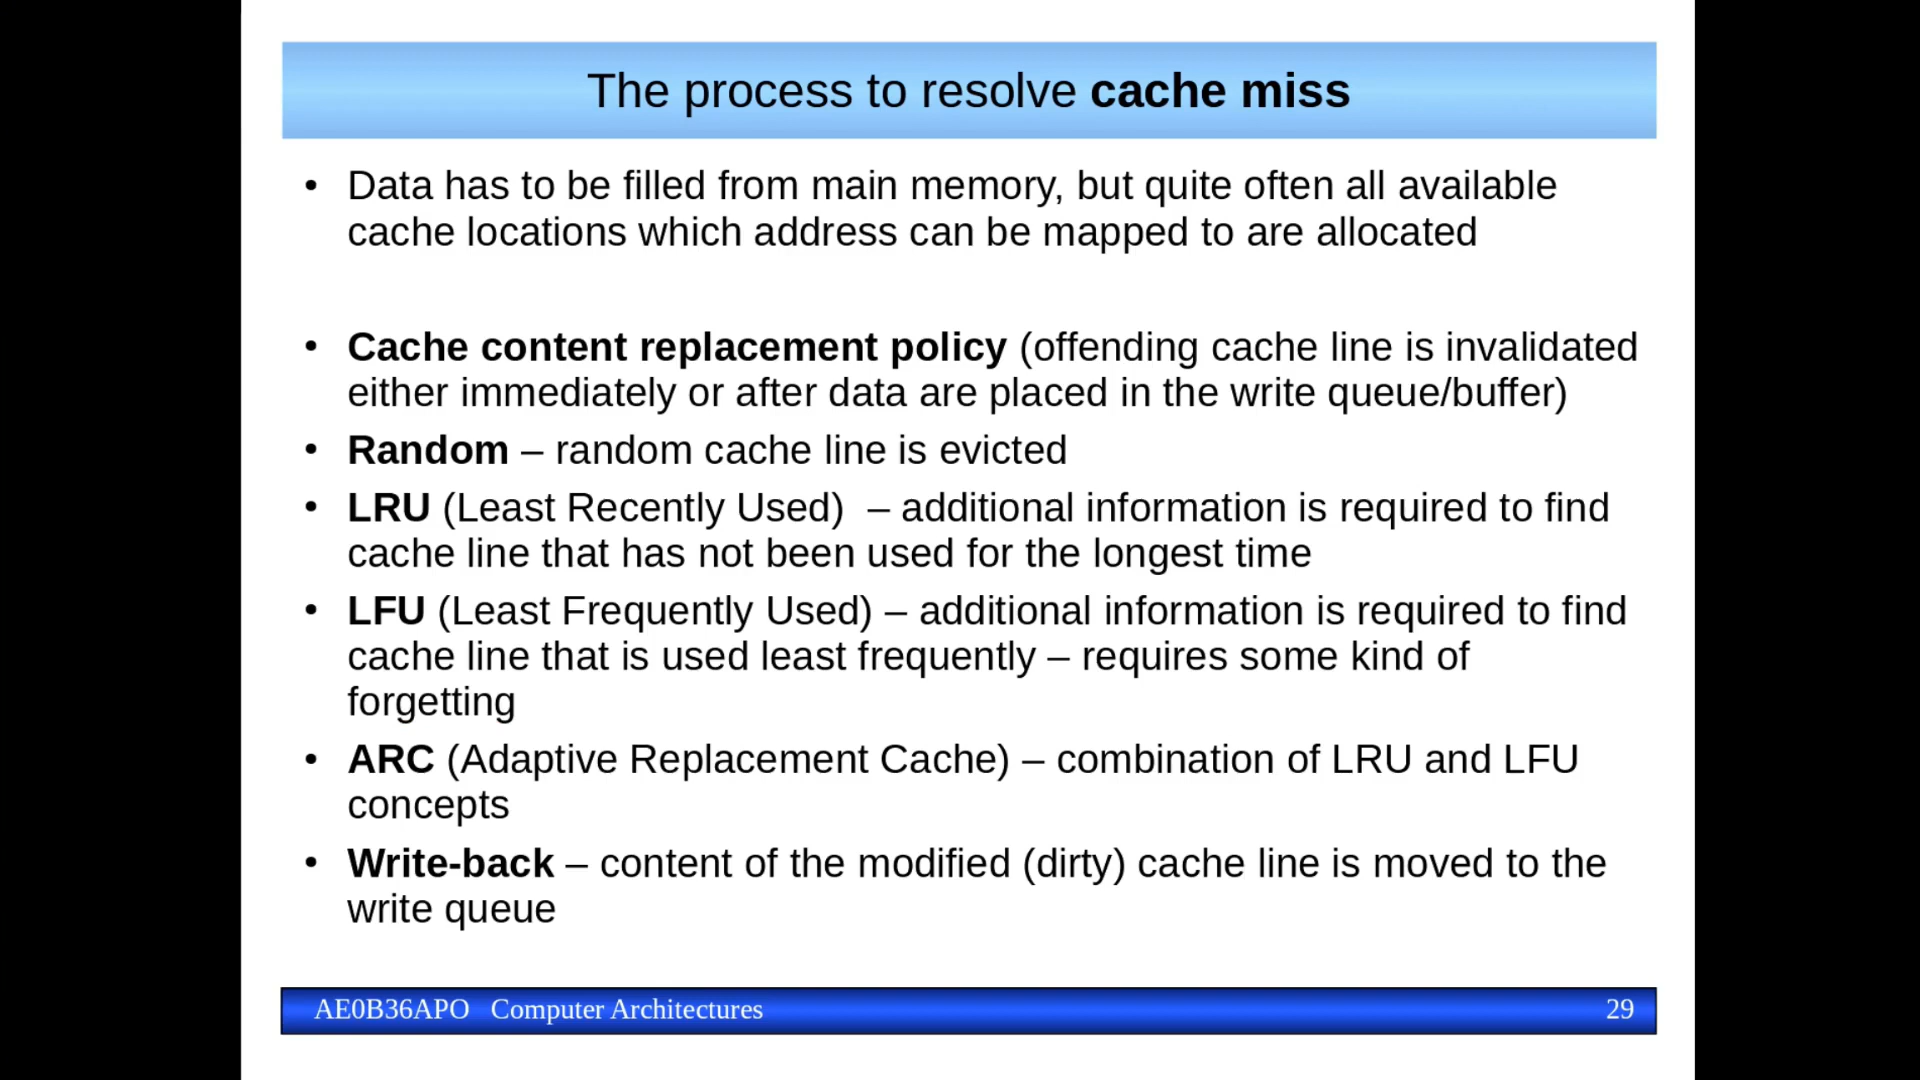 The process to resolve cache miss
• Data has to be filled from main memory, but quite often all available
cache locations which address can be mapped to are allocated
• Cache content replacement policy (offending cache line is invalidated
either immediately or after data are placed in the write queue/buffer)
• Random – random cache line is evicted
• LRU (Least Recently Used)  – additional information is required to find
cache line that has not been used for the longest time
• LFU (Least Frequently Used) – additional information is required to find
cache line that is used least frequently – requires some kind of
forgetting
• ARC (Adaptive Replacement Cache) – combination of LRU and LFU
concepts
• Write-back – content of the modified (dirty) cache line is moved to the
write queue
AE0B36APO   Computer Architectures 29